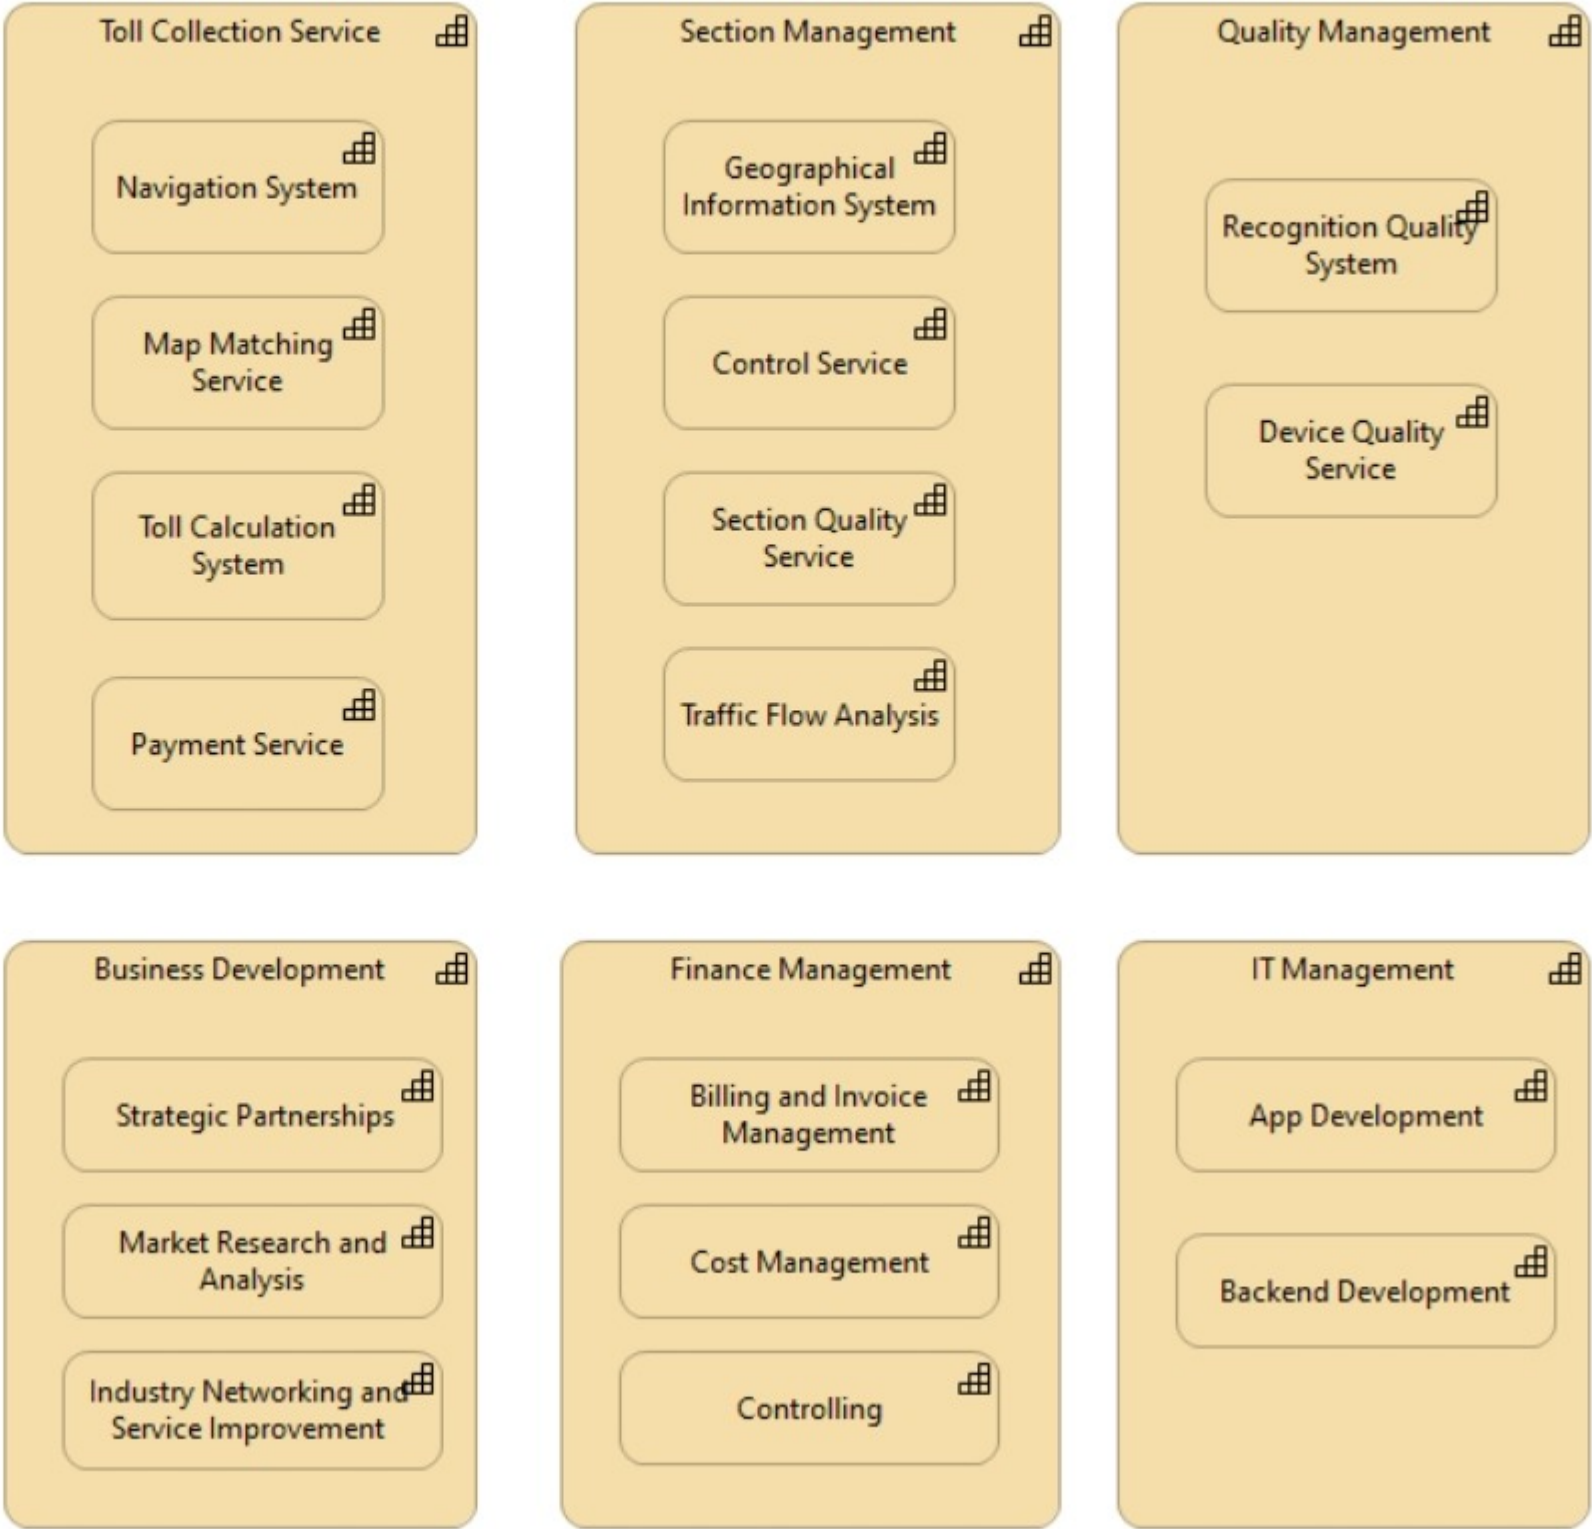 Toll Collection Service
Navigation System
Map Matching
Service
Toll Calculation
System
Payment Service
Section Management
Geographical
Information System
Control Service
Section Quality
Service
Traffic Flow Analysis
Quality Management
Recognition Quality
System
Device Quality
Service
Business Development
Strategic Partnerships
Market Research and
Analysis
Industry Networking and
Service Improvement
Finance Management
Billing and Invoice
Management
Cost Management
Controlling
IT Management
App Development
Backend Development